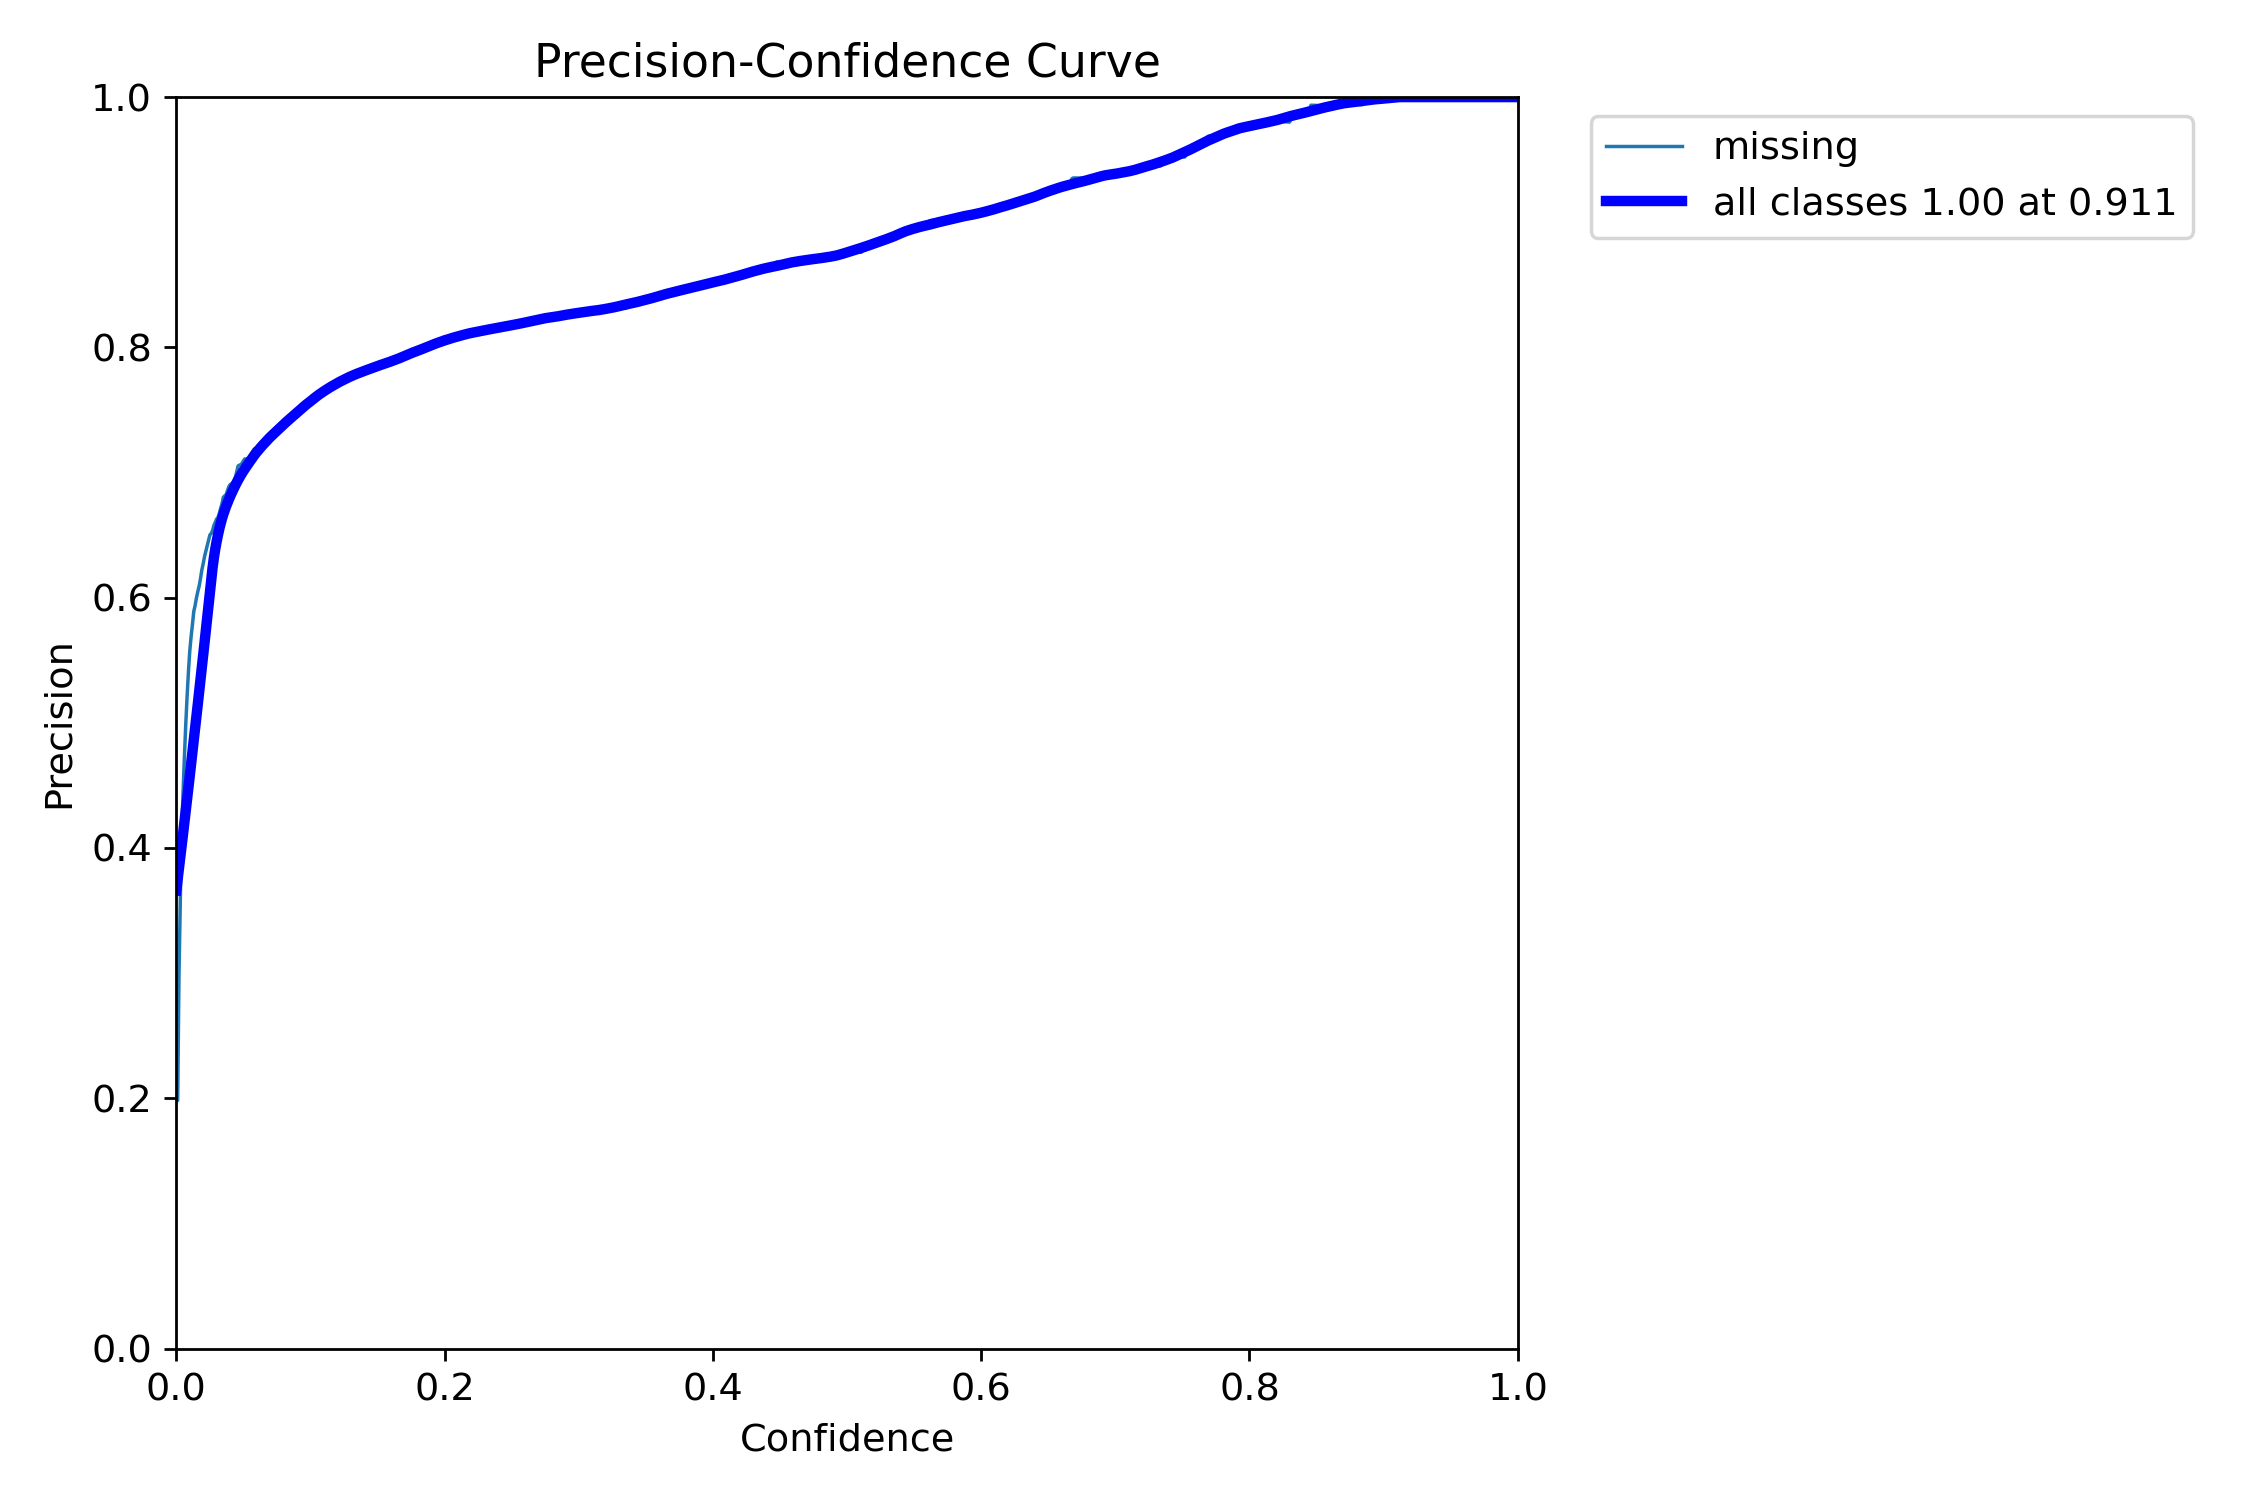 Precision-Confidence Curve
1.0
0.8
0.6
0.4
0.2
0.0
Precision
0.0 0.2 0.4 0.6 0.8 1.0
Confidence
missing
all classes 1.00 at 0.911